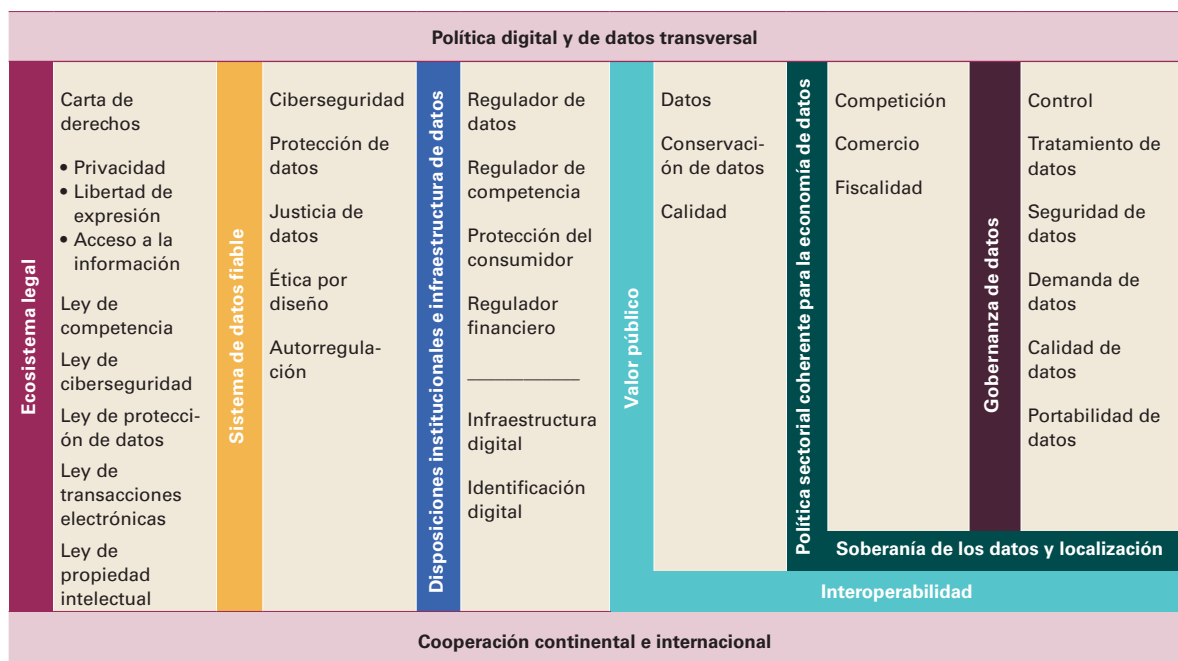 Política digital y de datos transversal
Ecosistema legal
Carta de
derechos
• Privacidad
• Libertad de
expresión
• Acceso a la
información
Ley de
competencia
Ley de
ciberseguridad
Ley de protecci-
ón de datos
Ley de
transacciones
electrónicas
Ley de
propiedad
intelectual
Sistema de datos fiable
Ciberseguridad
Protección de
datos
Justicia de
datos
Ética por
diseño
Autorregula-
ción
Disposiciones institucionales e infraestructura de datos
Regulador de
datos
Regulador de
competencia
Protección del
consumidor
Regulador
financiero
Infraestructura
digital
Identificación
digital
Valor público
Datos
Conservaci-
ón de datos
Calidad
Política sectorial coherente para la economía de datos
Competición
Comercio
Fiscalidad
Gobernanza de datos
Control
Tratamiento de
datos
Seguridad de
datos
Demanda de
datos
Calidad de
datos
Portabilidad de
datos
Soberanía de los datos y localización
Interoperabilidad
Cooperación continental e internacional